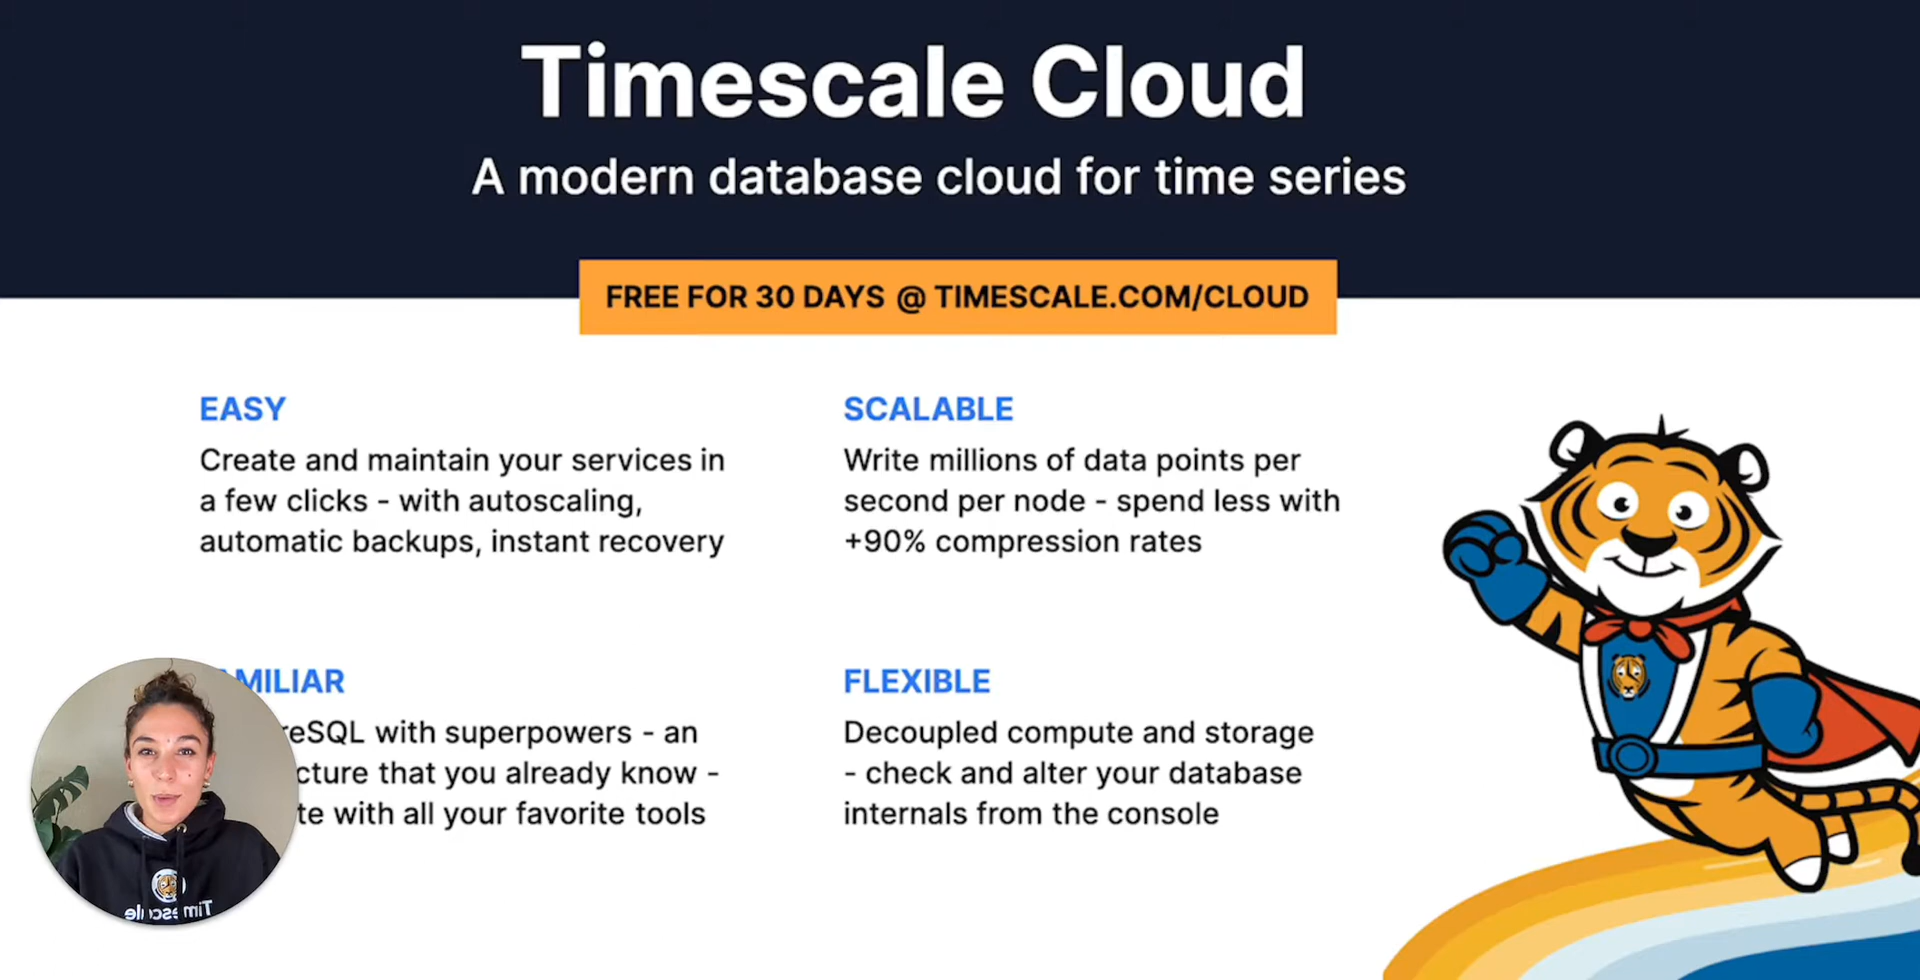 Timescale Cloud
A modern database cloud for time series
FREE FOR 30 DAYS @ TIMESCALE.COM/CLOUD
EASY
Create and maintain your services in
a few clicks - with autoscaling,
automatic backups, instant recovery
SCALABLE
Write millions of data points per
second per node - spend less with
+90% compression rates
MILIAR
reSQL with superpowers - an
cture that you already know -
te with all your favorite tools
FLEXIBLE
Decoupled compute and storage
- check and alter your database
internals from the console
Timescale